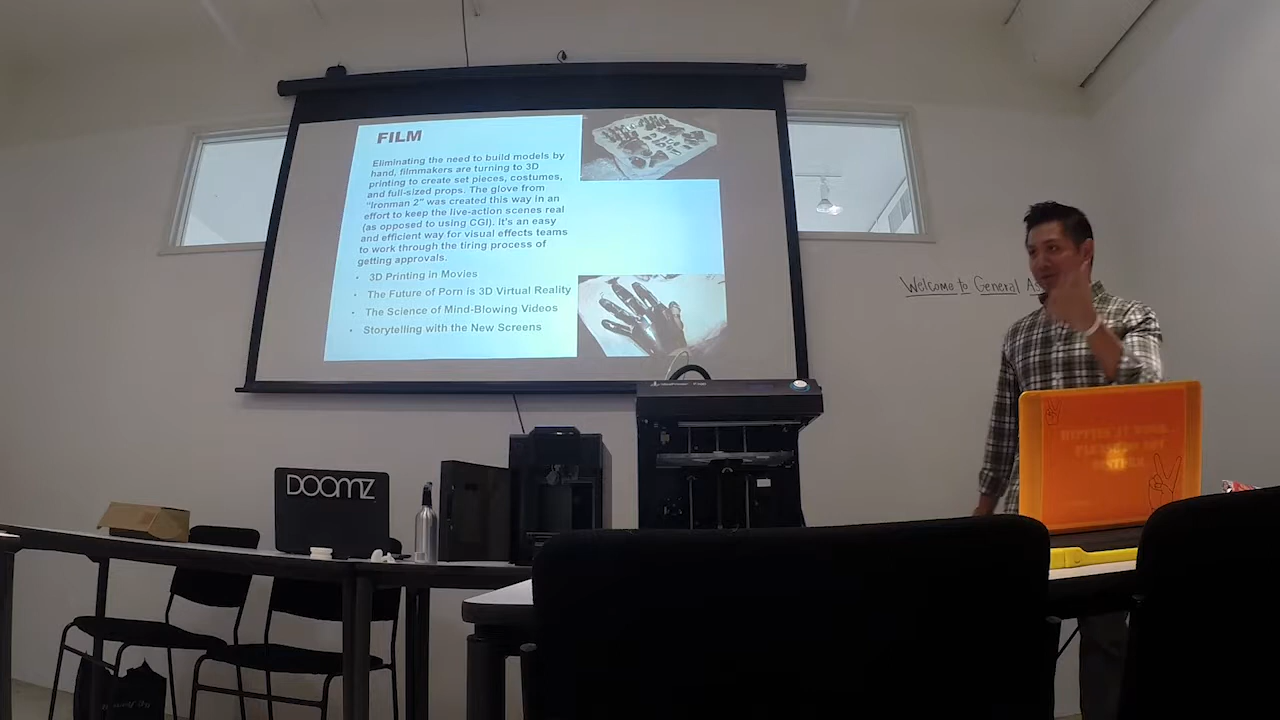 FILM
Eliminating the need to build models by
hand, filmmakers are turning to 3D
printing to create set pieces, costumes,
and full-sized props. The glove from
"Ironman 2" was created this way in an
effort to keep the live-action scenes real
(as opposed to using CGI). It's an easy
and efficient way for visual effects teams
to work through the tiring process of
getting approvals.
• 3D Printing in Movies
• The Future of Porn is 3D Virtual Reality
• The Science of Mind-Blowing Videos
• Storytelling with the New Screens
Welcome to General As
DOOMZ